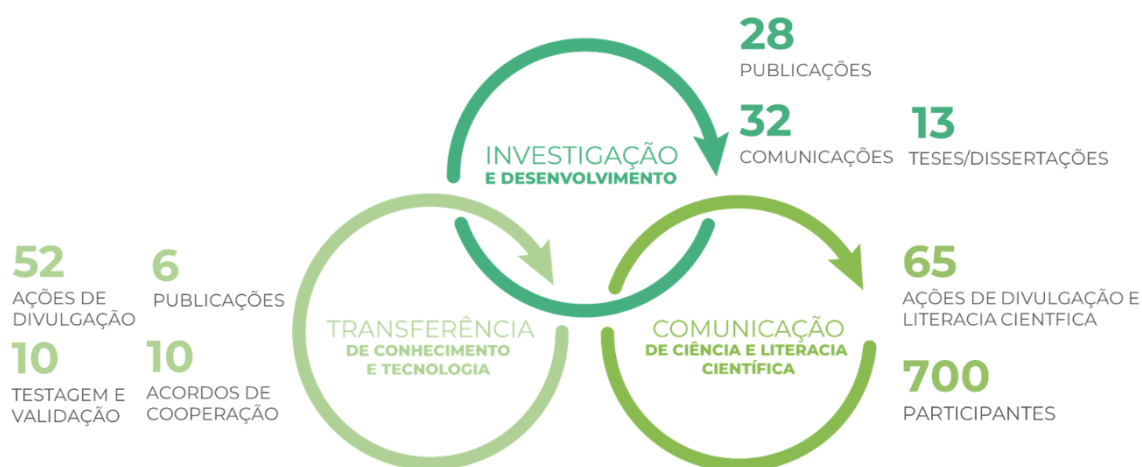 28
PUBLICAÇÕES
32
COMUNICAÇÕES
13
TESES/DISSERTAÇÕES
INVESTIGAÇÃO
E DESENVOLVIMENTO
52
AÇÕES DE
DIVULGAÇÃO
6
PUBLICAÇÕES
10
TESTAGEM E
VALIDAÇÃO
10
ACORDOS DE
COOPERAÇÃO
TRANSFERÊNCIA
DE CONHECIMENTO
E TECNOLOGIA
COMUNICAÇÃO
DE CIÊNCIA E LITERACIA
CIENTÍFICA
65
AÇÕES DE DIVULGAÇÃO E
LITERACIA CIENTFICA
700
PARTICIPANTES